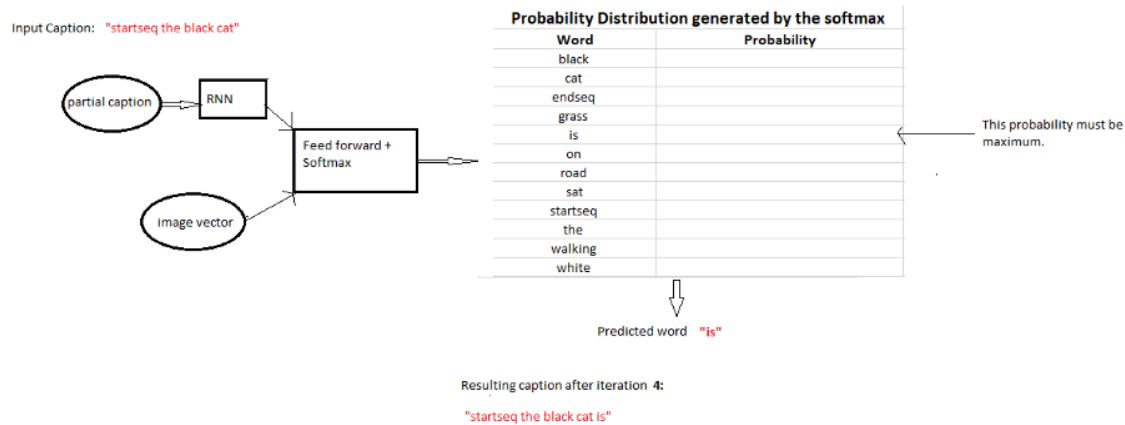 Input Caption: "startseq the black cat"
partial caption
RNN
Feed forward +
Softmax
image vector
Probability Distribution generated by the softmax
Word Probability
black
cat
endseq
grass
is
on
road
sat
startseq
the
walking
white
This probability must be
maximum.
Predicted word "is"
Resulting caption after iteration 4:
"startseq the black cat is"